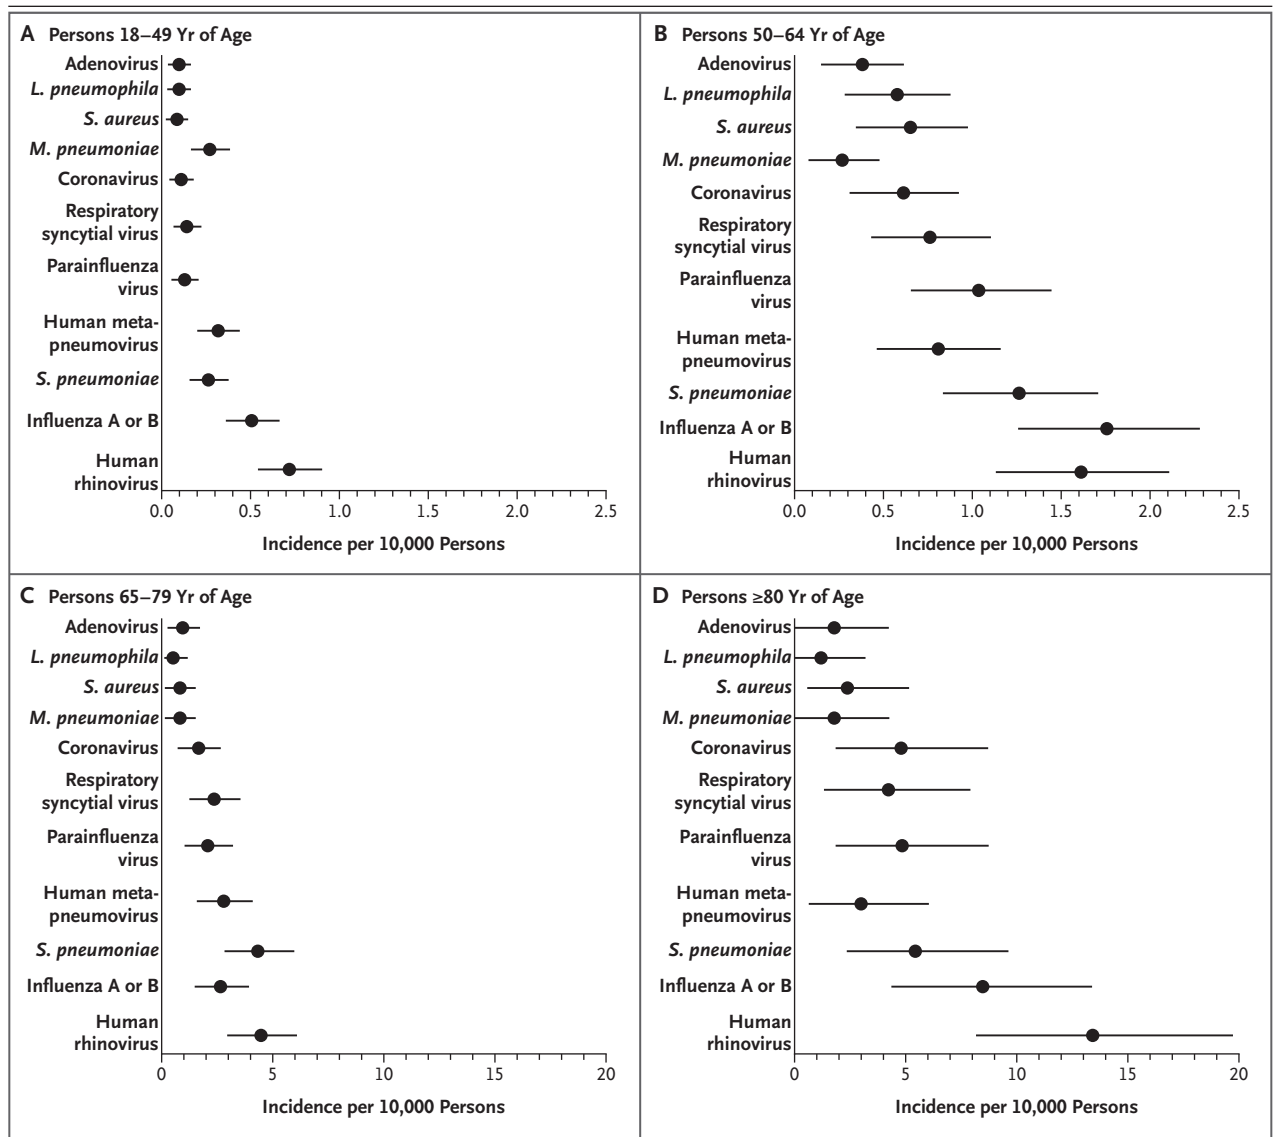 A Persons 18–49 Yr of Age
Adenovirus
L. pneumophila
S. aureus
M. pneumoniae
Coronavirus
Respiratory
syncytial virus
Parainfluenza
virus
Human meta-
pneumovirus
S. pneumoniae
Influenza A or B
Human
rhinovirus
0.0 0.5 1.0 1.5 2.0 2.5
Incidence per 10,000 Persons
B Persons 50–64 Yr of Age
Adenovirus
L. pneumophila
S. aureus
M. pneumoniae
Coronavirus
Respiratory
syncytial virus
Parainfluenza
virus
Human meta-
pneumovirus
S. pneumoniae
Influenza A or B
Human
rhinovirus
0.0 0.5 1.0 1.5 2.0 2.5
Incidence per 10,000 Persons
C Persons 65–79 Yr of Age
Adenovirus
L. pneumophila
S. aureus
M. pneumoniae
Coronavirus
Respiratory
syncytial virus
Parainfluenza
virus
Human meta-
pneumovirus
S. pneumoniae
Influenza A or B
Human
rhinovirus
0 5 10 15 20
Incidence per 10,000 Persons
D Persons ≥80 Yr of Age
Adenovirus
L. pneumophila
S. aureus
M. pneumoniae
Coronavirus
Respiratory
syncytial virus
Parainfluenza
virus
Human meta-
pneumovirus
S. pneumoniae
Influenza A or B
Human
rhinovirus
0 5 10 15 20
Incidence per 10,000 Persons